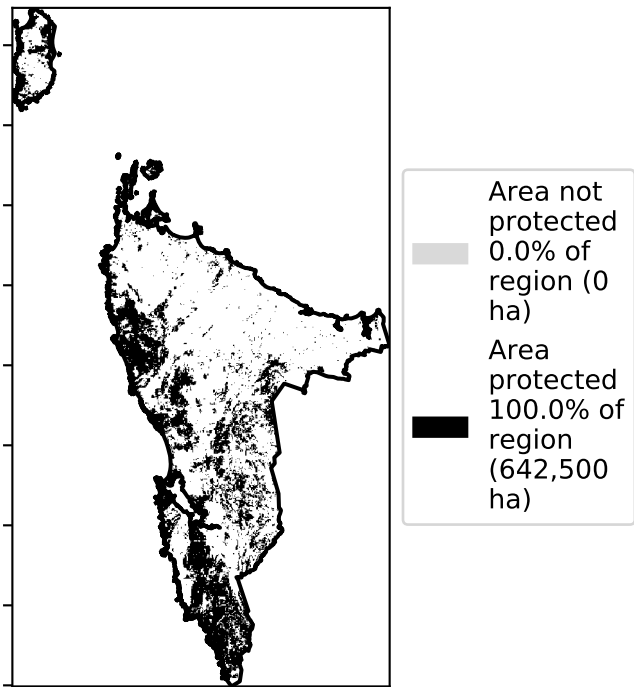 Area not
protected
0.0% of
region (0
ha)
Area
protected
100.0% of
region
(642,500
ha)